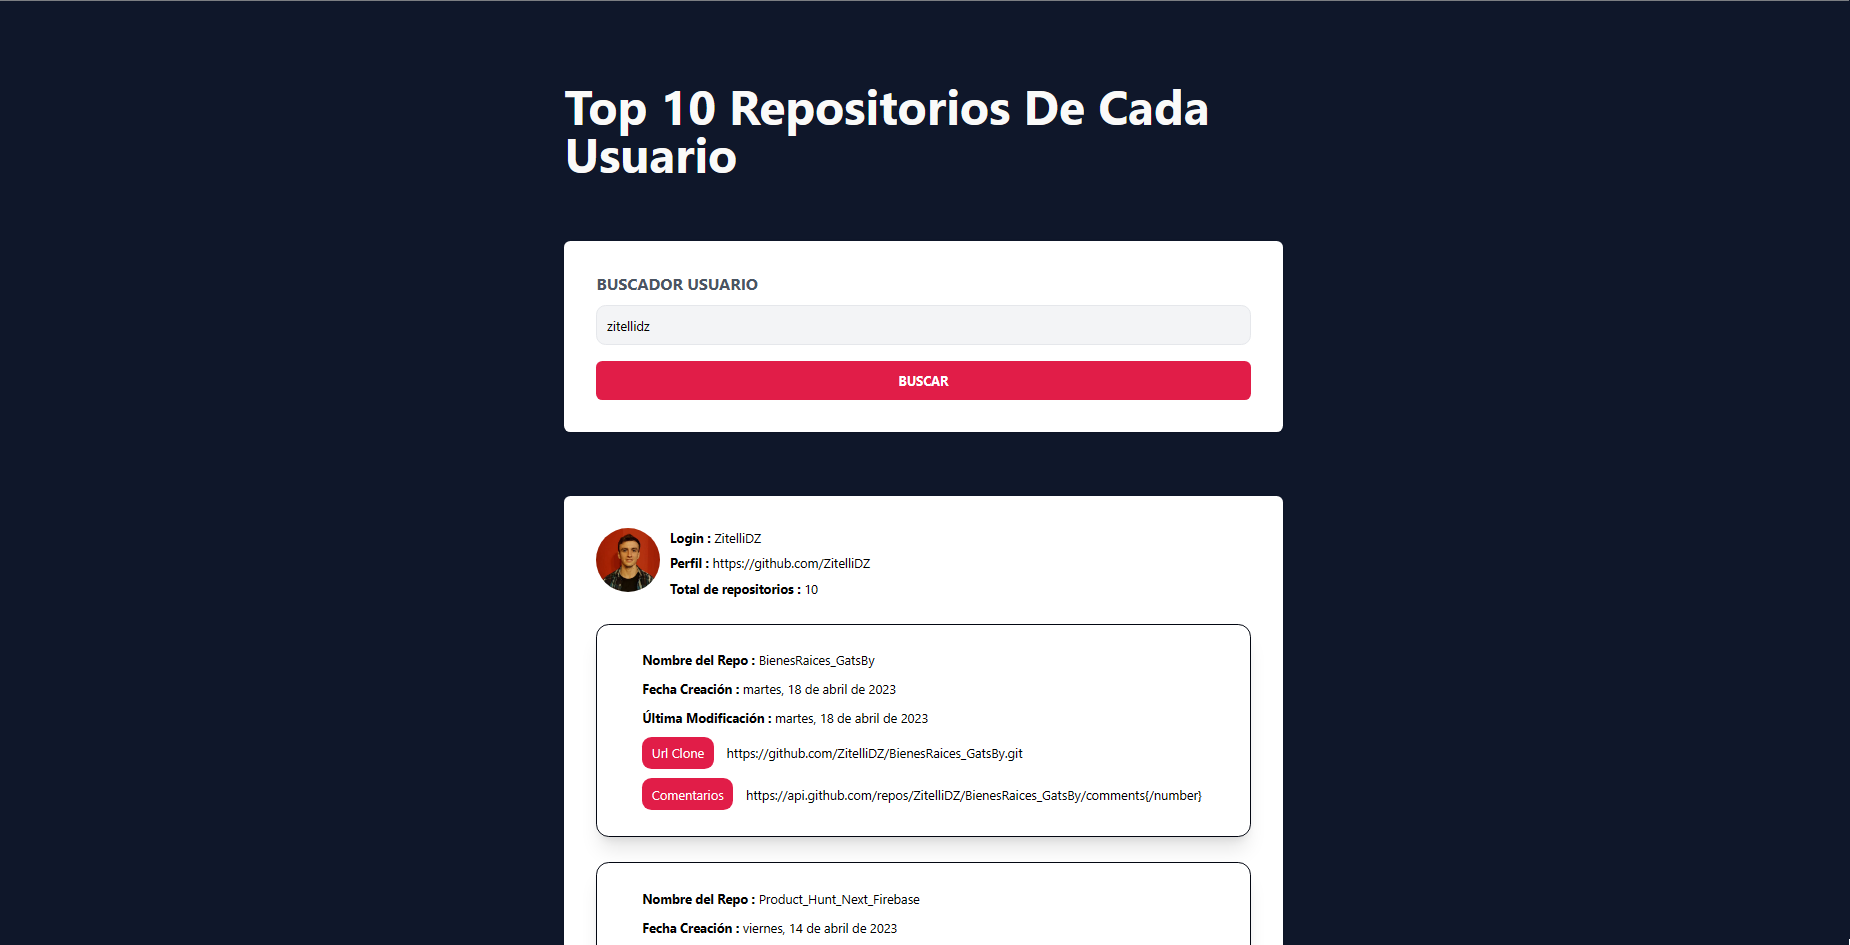 Top 10 Repositorios De Cada
Usuario
BUSCADOR USUARIO
zitellidz
BUSCAR
Login : ZitelliDZ
Perfil : https://github.com/ZitelliDZ
Total de repositorios : 10
Nombre del Repo : BienesRaices_GatsBy
Fecha Creación : martes, 18 de abril de 2023
Última Modificación : martes, 18 de abril de 2023
Url Clone https://github.com/ZitelliDZ/BienesRaices_GatsBy.git
Comentarios https://api.github.com/repos/ZitelliDZ/BienesRaices_GatsBy/comments{/number}
Nombre del Repo : Product_Hunt_Next_Firebase
Fecha Creación : viernes, 14 de abril de 2023